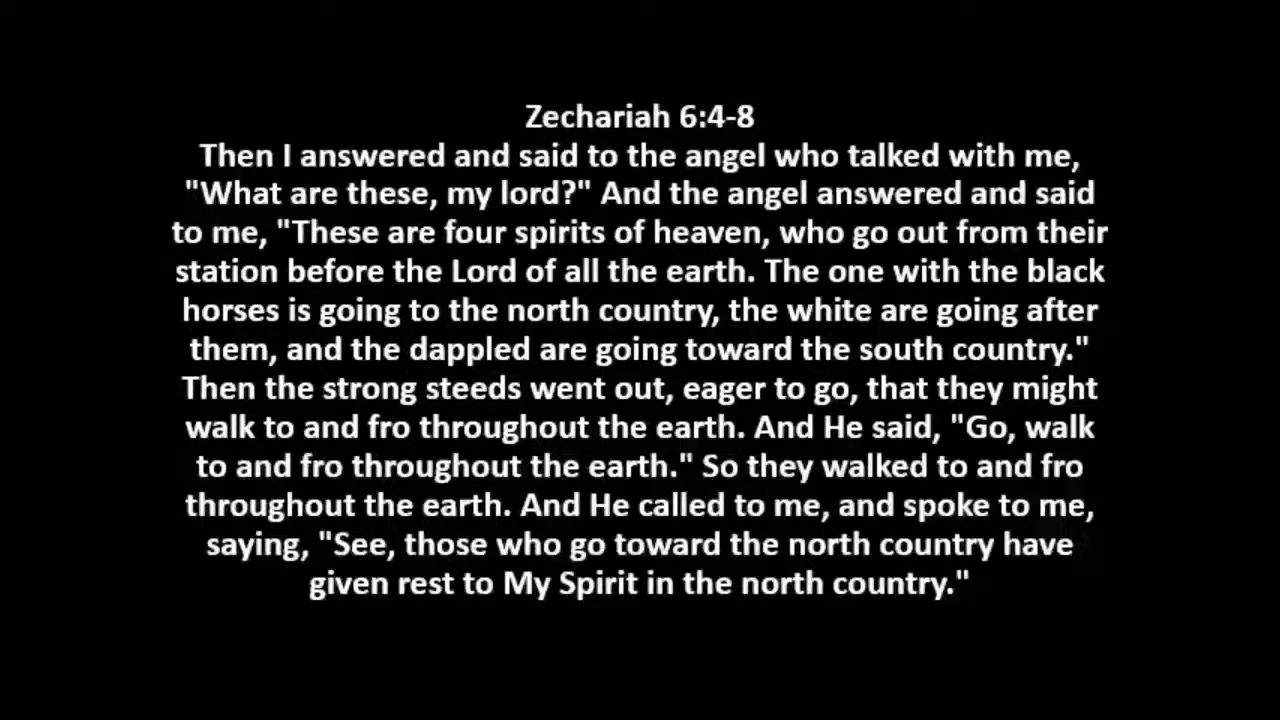 Zechariah 6:4-8
Then I answered and said to the angel who talked with me,
"What are these, my lord?" And the angel answered and said
to me, "These are four spirits of heaven, who go out from their
station before the Lord of all the earth. The one with the black
horses is going to the north country, the white are going after
them, and the dappled are going toward the south country."
Then the strong steeds went out, eager to go, that they might
walk to and fro throughout the earth. And He said, "Go, walk
to and fro throughout the earth." So they walked to and fro
throughout the earth. And He called to me, and spoke to me,
saying, "See, those who go toward the north country have
given rest to My Spirit in the north country."